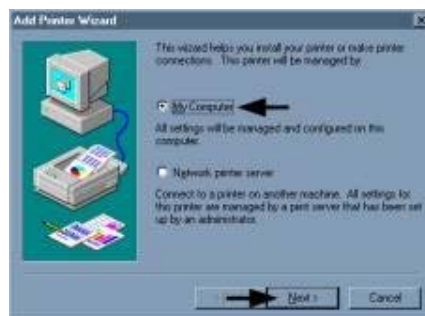 Add Printer Wizard
This wizard helps you install your printer or make printer
connections. This printer will be managed by:
My Computer
All settings will be managed and configured on this
computer.
Network printer server
Connect to a printer on another machine. All settings for
this printer are managed by a print server that has been set
up by an administrator.
Next >
Cancel